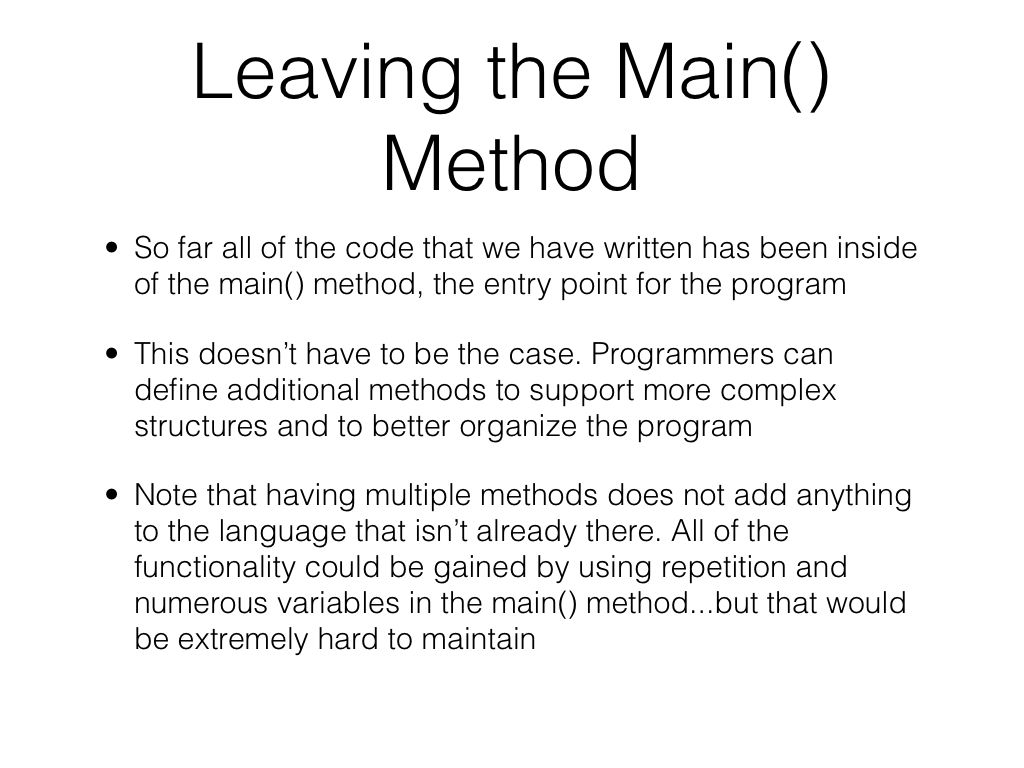 Leaving the Main()
Method
• So far all of the code that we have written has been inside
of the main() method, the entry point for the program
• This doesn’t have to be the case. Programmers can
define additional methods to support more complex
structures and to better organize the program
• Note that having multiple methods does not add anything
to the language that isn’t already there. All of the
functionality could be gained by using repetition and
numerous variables in the main() method...but that would
be extremely hard to maintain